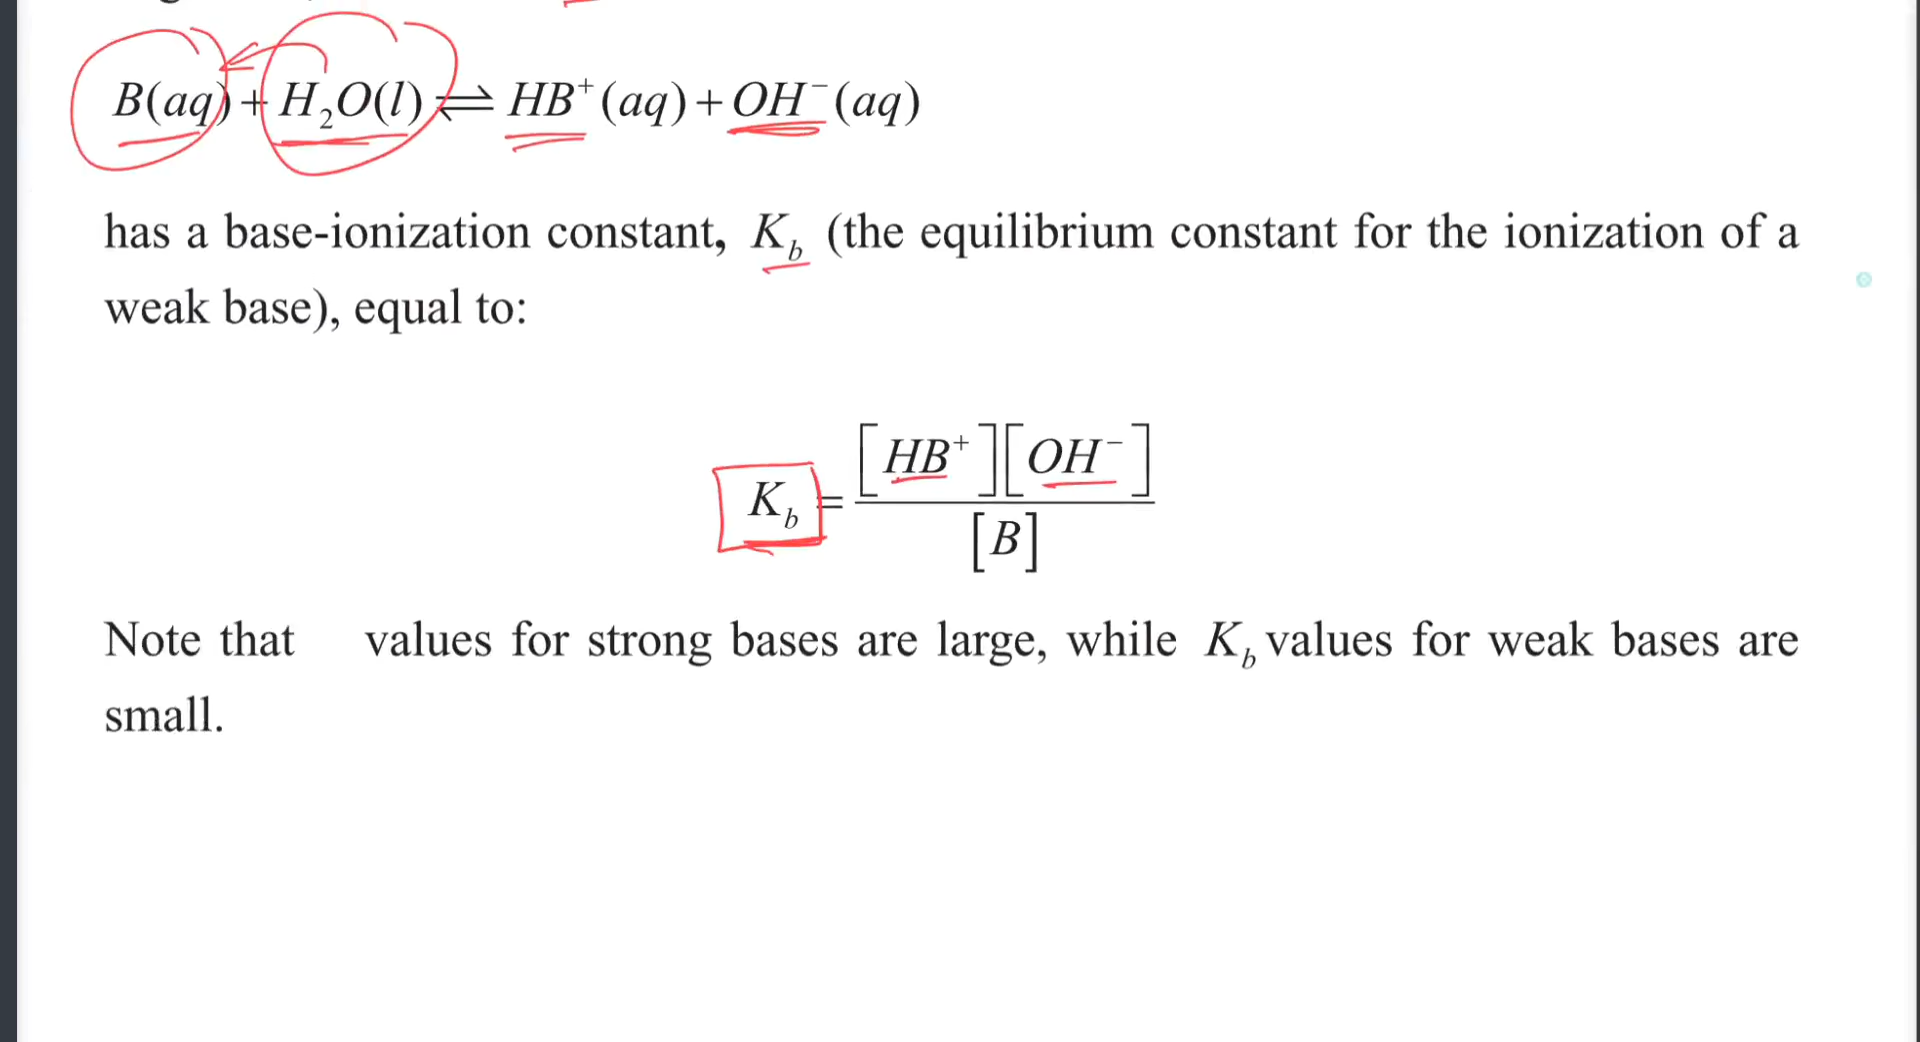 B(aq) + H₂O(l) ⇌ HB⁺(aq) + OH⁻(aq)
has a base-ionization constant, K_b (the equilibrium constant for the ionization of a
weak base), equal to:
K_b = [HB⁺][OH⁻] / [B]
Note that values for strong bases are large, while K_b values for weak bases are
small.